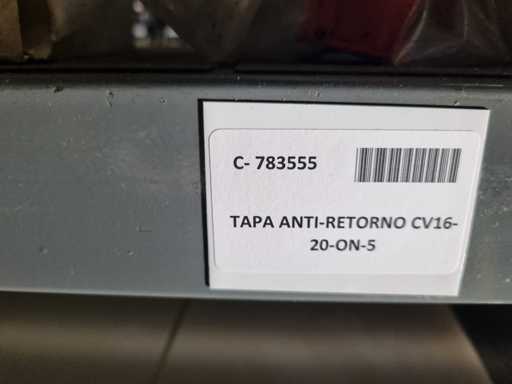 C- 783555
TAPA ANTI-RETORNO CV16-
20-ON-5